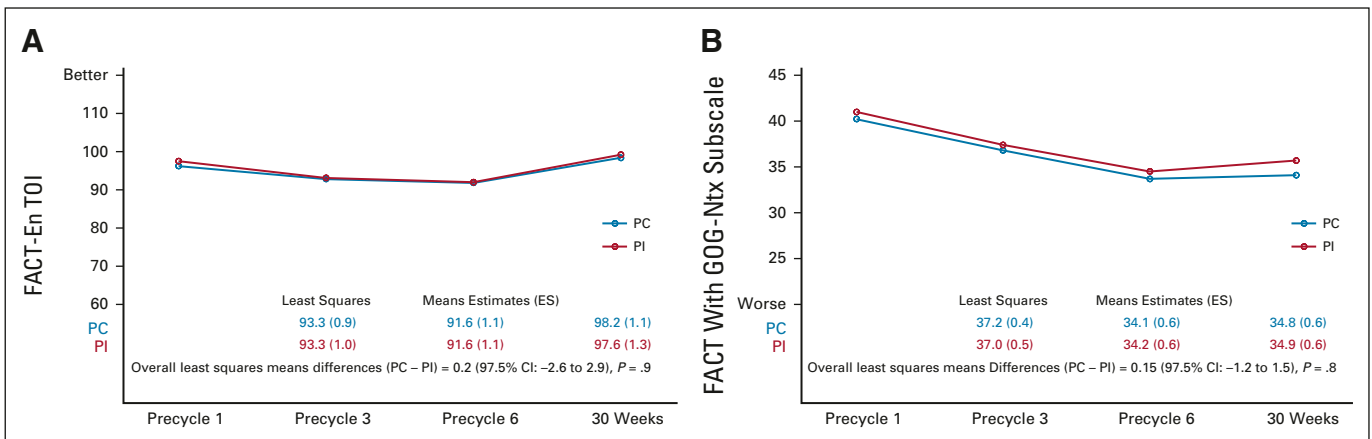 A
FACT-En TOI
Better
110
100
90
80
70
60
PC
PI
Least Squares Means Estimates (ES)
PC 93.3 (0.9) 91.6 (1.1) 98.2 (1.1)
PI 93.3 (1.0) 91.6 (1.1) 97.6 (1.3)
Overall least squares means differences (PC – PI) = 0.2 (97.5% CI: –2.6 to 2.9), P = .9
Precycle 1 Precycle 3 Precycle 6 30 Weeks
B
FACT With GOG-Ntx Subscale
45
40
35
30
25
Worse
PC
PI
Least Squares Means Estimates (ES)
PC 37.2 (0.4) 34.1 (0.6) 34.8 (0.6)
PI 37.0 (0.5) 34.2 (0.6) 34.9 (0.6)
Overall least squares means Differences (PC – PI) = 0.15 (97.5% CI: –1.2 to 1.5), P = .8
Precycle 1 Precycle 3 Precycle 6 30 Weeks